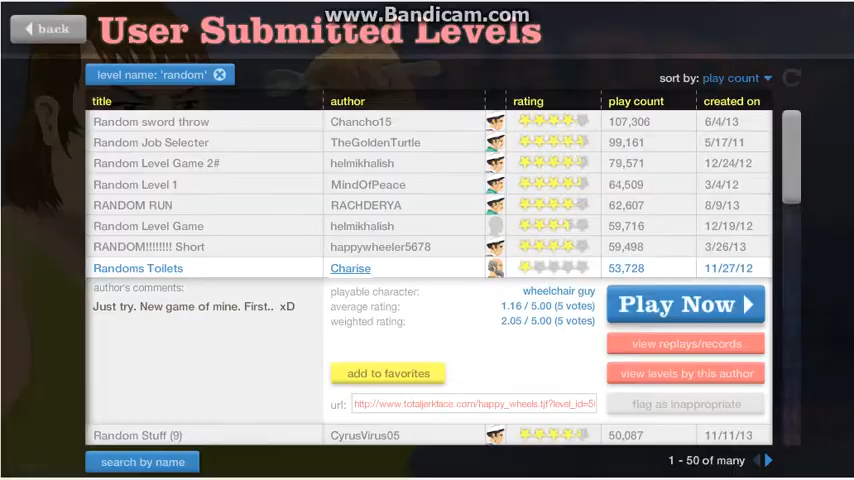 www.Bandicam.com
back
User Submitted Levels
level name: 'random'
sort by: play count
title author rating play count created on
Random sword throw Chancho15 107,306 6/4/13
Random Job Selecter TheGoldenTurtle 99,161 5/17/11
Random Level Game 2# helmikhalish 79,571 12/24/12
Random Level 1 MindOfPeace 64,509 3/4/12
RANDOM RUN RACHDERYA 62,607 8/9/13
Random Level Game helmikhalish 59,716 12/19/12
RANDOM!!!!!!!! Short happywheeler5678 59,498 3/26/13
Randoms Toilets Charise 53,728 11/27/12
author's comments:
Just try. New game of mine. First.. xD
playable character: wheelchair guy
average rating: 1.16 / 5.00 (5 votes)
weighted rating: 2.05 / 5.00 (5 votes)
Play Now
view replays/records
add to favorites
view levels by this author
url: http://www.totaljerkface.com/happy_wheels.tjf?level_id=5
flag as inappropriate
Random Stuff (9) CyrusVirus05 50,087 11/11/13
search by name
1 - 50 of many